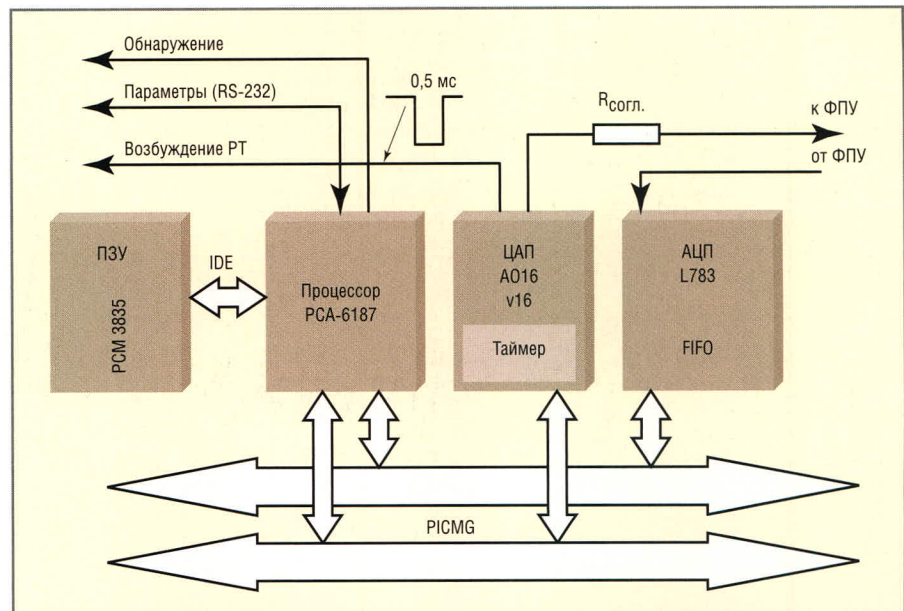 Обнаружение
Параметры (RS-232)
0,5 мс
Rсогл.
к ФПУ
Возбуждение РТ
от ФПУ
ПЗУ
PCM 3835
IDE
Процессор
PCA-6187
ЦАП
AO16
v16
Таймер
АЦП
L783
FIFO
PICMG